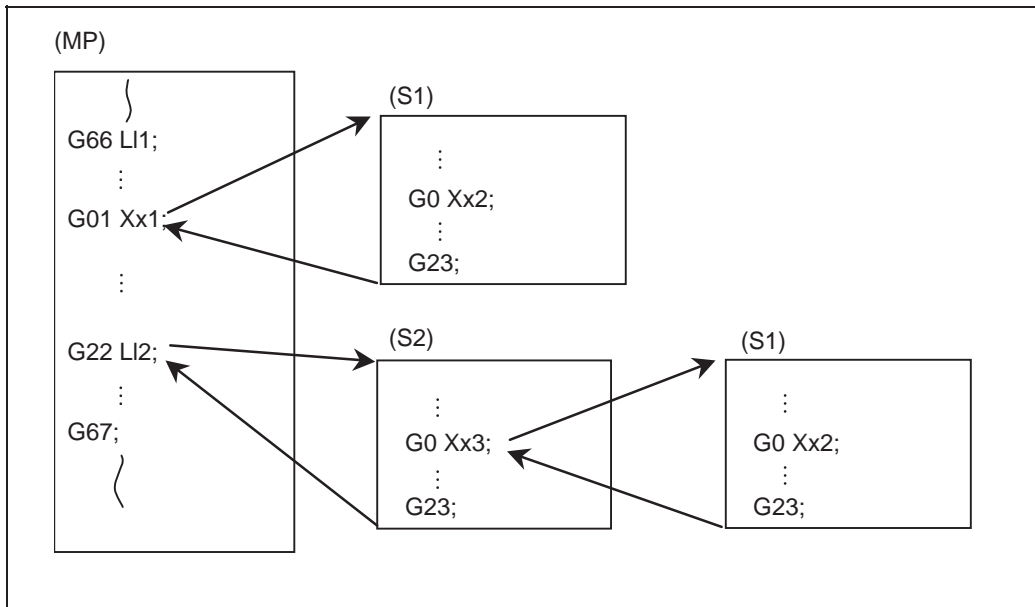 (MP)
G66 Ll1;
⋮
G01 Xx1;
⋮
G22 Ll2;
⋮
G67;
(S1)
⋮
G0 Xx2;
⋮
G23;
(S2)
⋮
G0 Xx3;
⋮
G23;
(S1)
⋮
G0 Xx2;
⋮
G23;